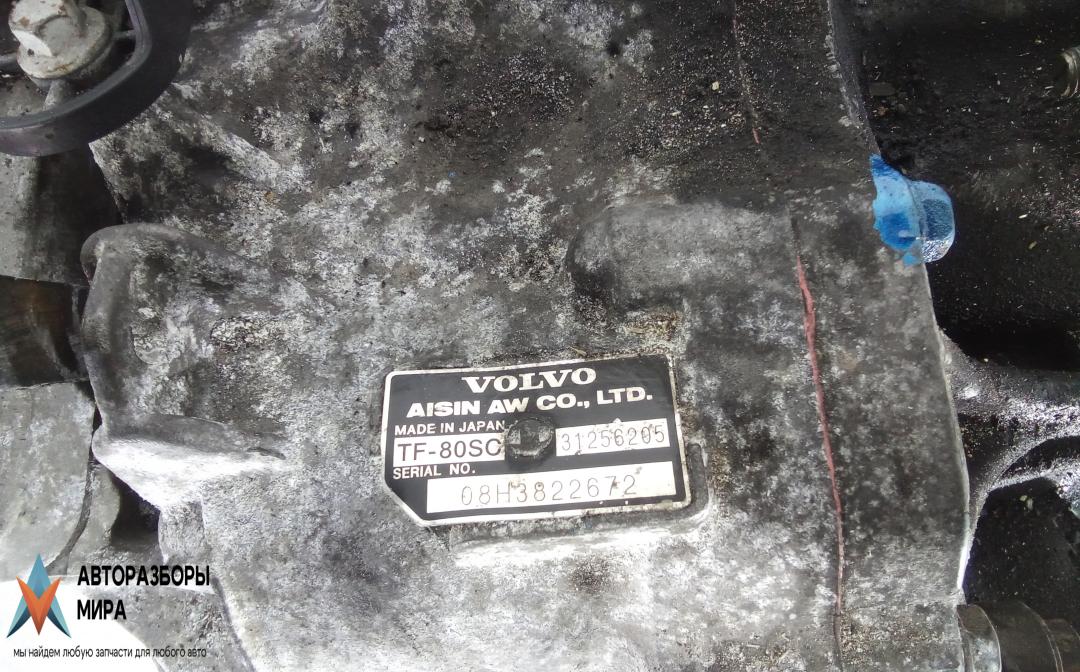 VOLVO
AISIN AW CO., LTD.
MADE IN JAPAN
TF-80SC 31256205
SERIAL NO.
08H3822672
АВТОРАЗБОРЫ
МИРА
мы найдем любую запчасти для любого авто